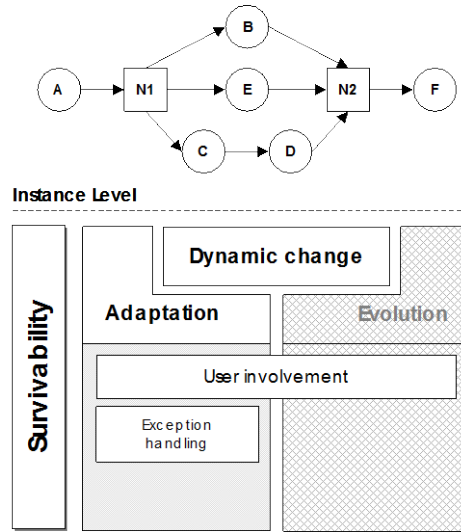 B
A
N1
E
N2
F
C
D
Instance Level
Dynamic change
Survivability
Adaptation
Evolution
User involvement
Exception
handling